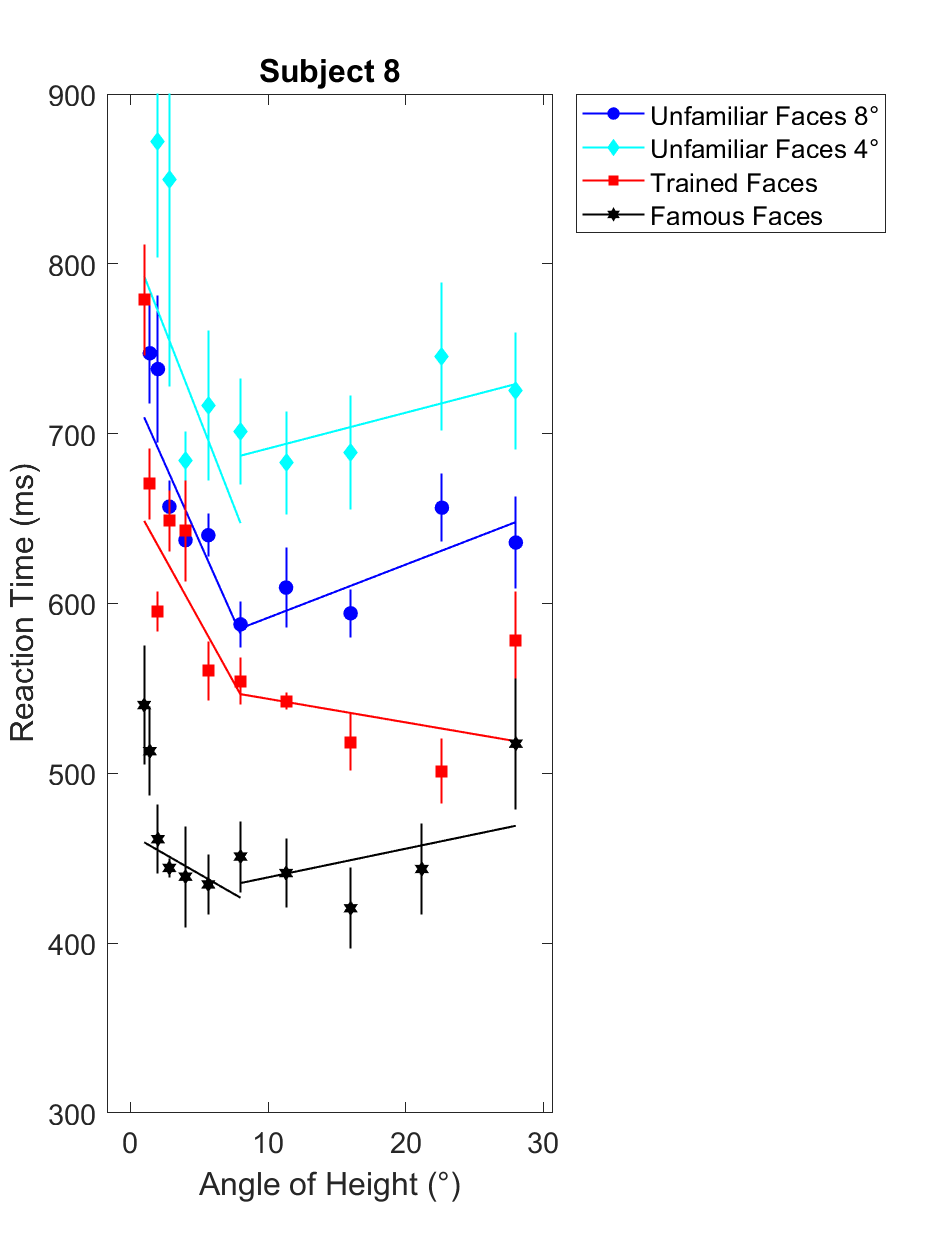 Subject 8
900
800
700
600
500
400
300
0 10 20 30
Reaction Time (ms)
Angle of Height (°)
Unfamiliar Faces 8°
Unfamiliar Faces 4°
Trained Faces
Famous Faces